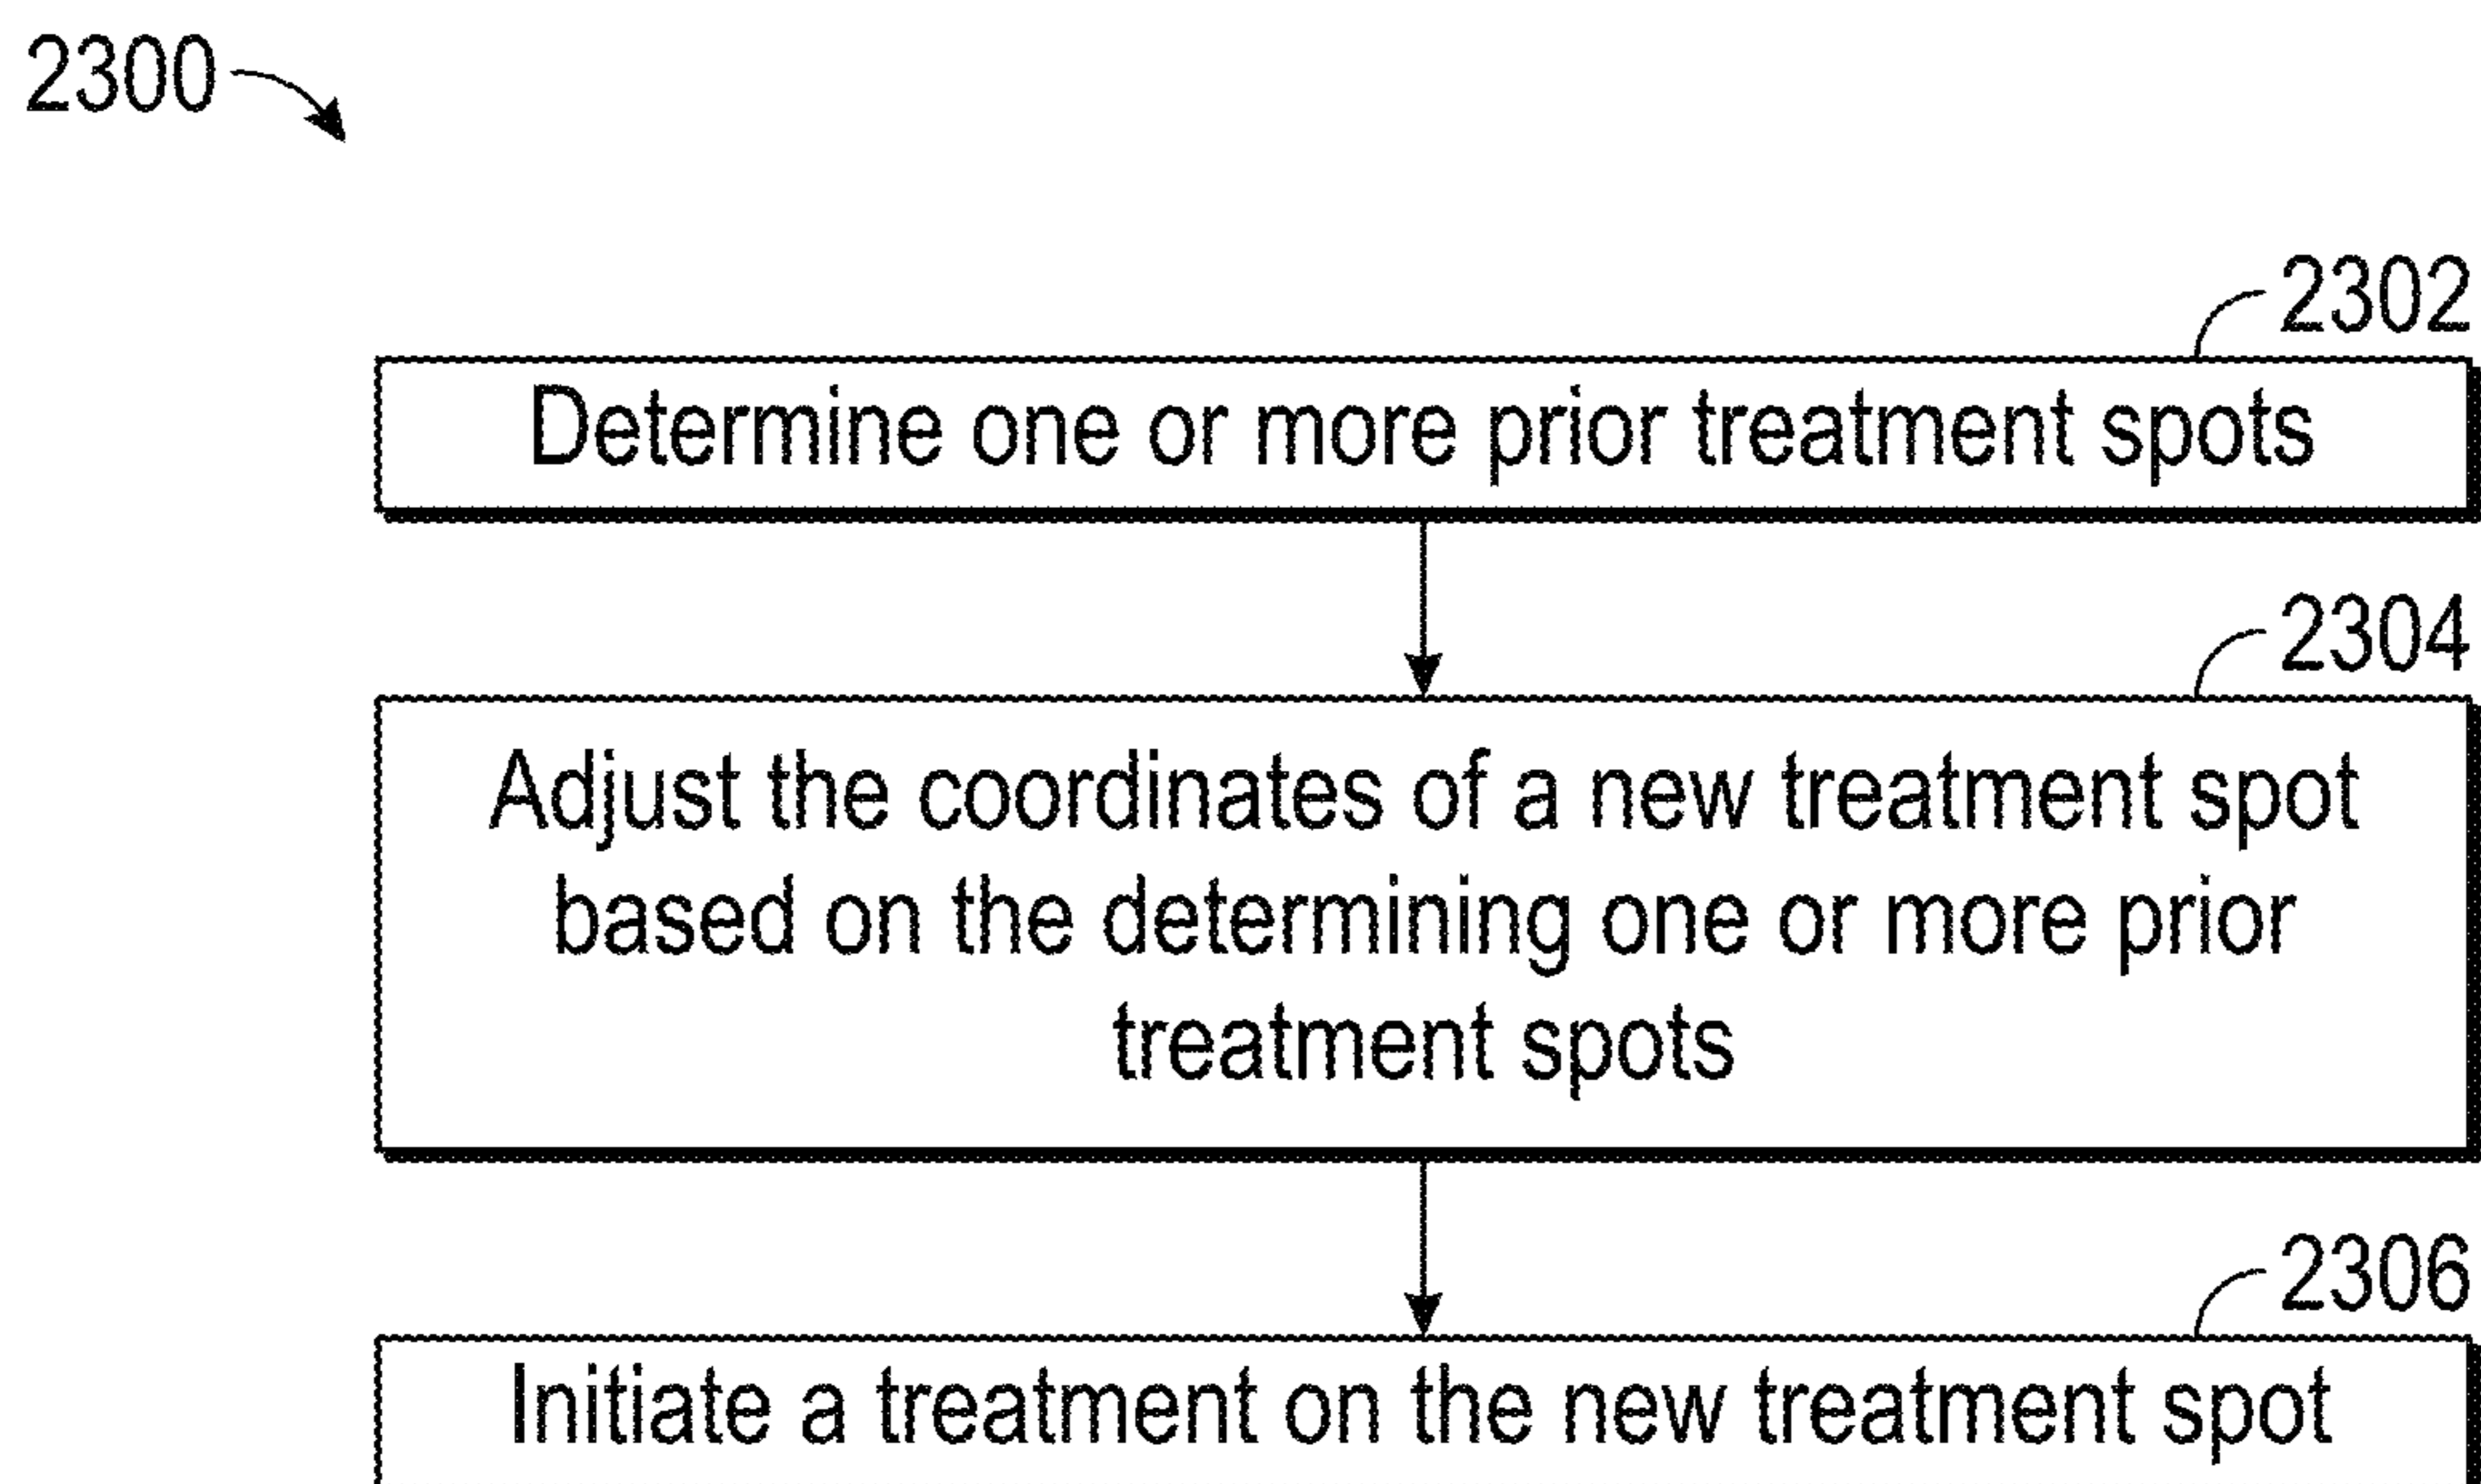 2300
2302
Determine one or more prior treatment spots
2304
Adjust the coordinates of a new treatment spot
based on the determining one or more prior
treatment spots
2306
Initiate a treatment on the new treatment spot